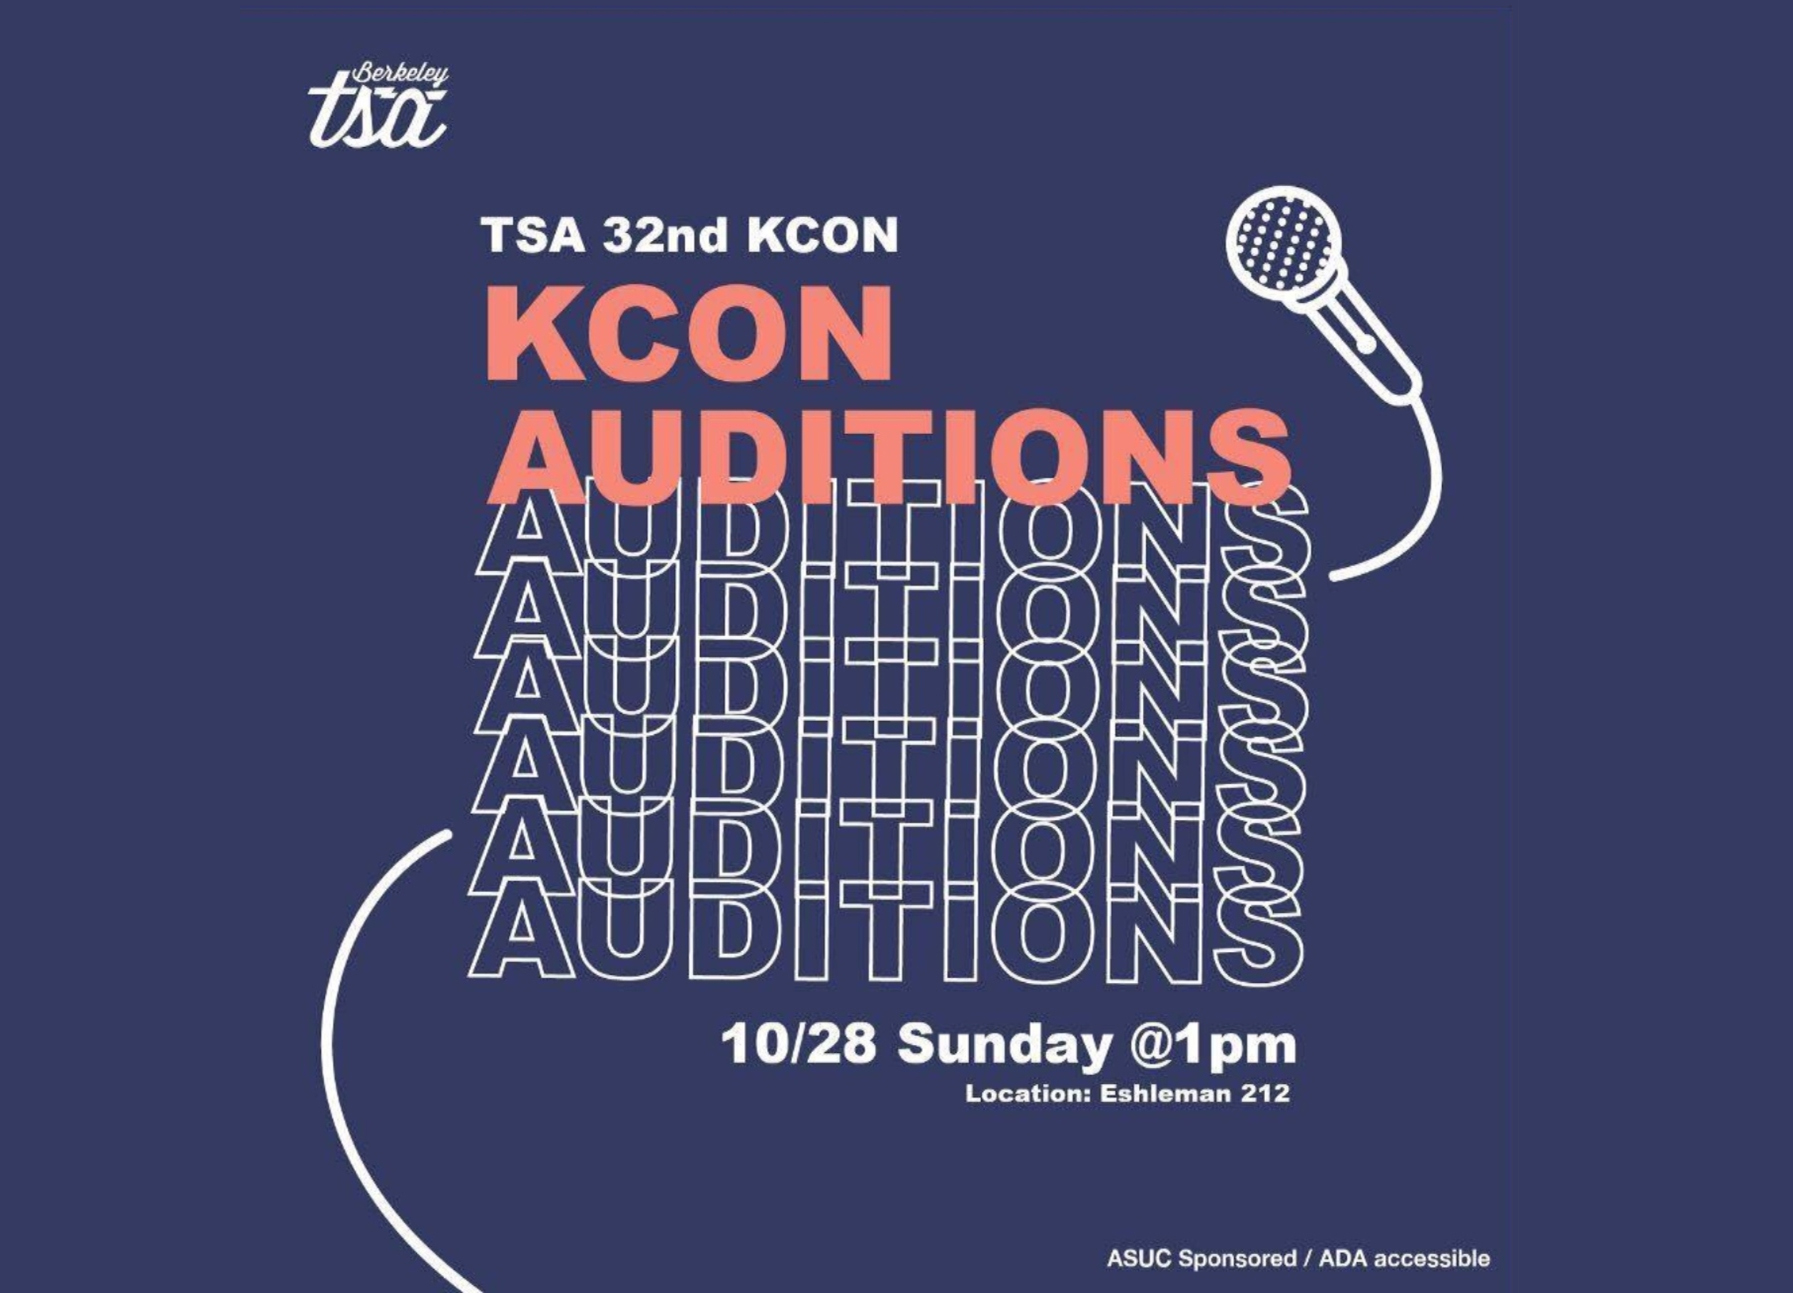 Berkeley
tsa
TSA 32nd KCON
KCON
AUDITIONS
AUDITIONS
AUDITIONS
AUDITIONS
AUDITIONS
AUDITIONS
AUDITIONS
10/28 Sunday @1pm
Location: Eshleman 212
ASUC Sponsored / ADA accessible